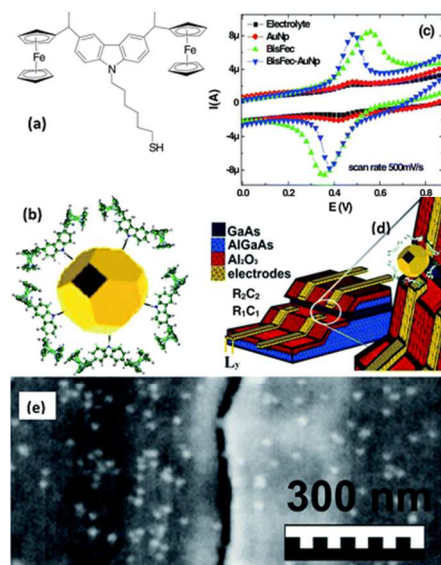 Fe
Fe
N
SH
(a)
(c)
Electrolyte
AuNp
BisFec
BisFec-AuNp
8µ
4µ
0
-4µ
-8µ
I(A)
scan rate 500mV/s
0.0 0.2 0.4 0.6 0.8
E (V)
(b)
(d)
GaAs
AlGaAs
Al₂O₃
electrodes
R₂C₂
R₁C₁
Ly
(e)
300 nm